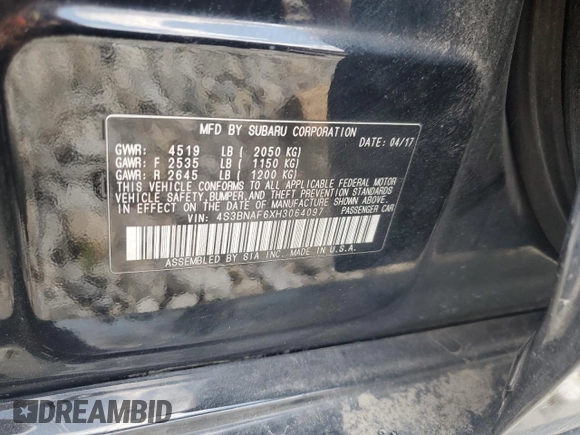 MFD BY SUBARU CORPORATION
DATE: 04/17
GVWR: 4519 LB ( 2050 KG)
GAWR: F 2535 LB ( 1150 KG)
GAWR: R 2645 LB ( 1200 KG)
THIS VEHICLE CONFORMS TO ALL APPLICABLE FEDERAL MOTOR
VEHICLE SAFETY,BUMPER,AND THEFT PREVENTION STANDARDS
IN EFFECT ON THE DATE OF MANUFACTURE SHOWN ABOVE.
VIN: 4S3BNAF6XH3064097 PASSENGER CAR
ASSEMBLED BY SIA INC. MADE IN U.S.A.
DREAMBID